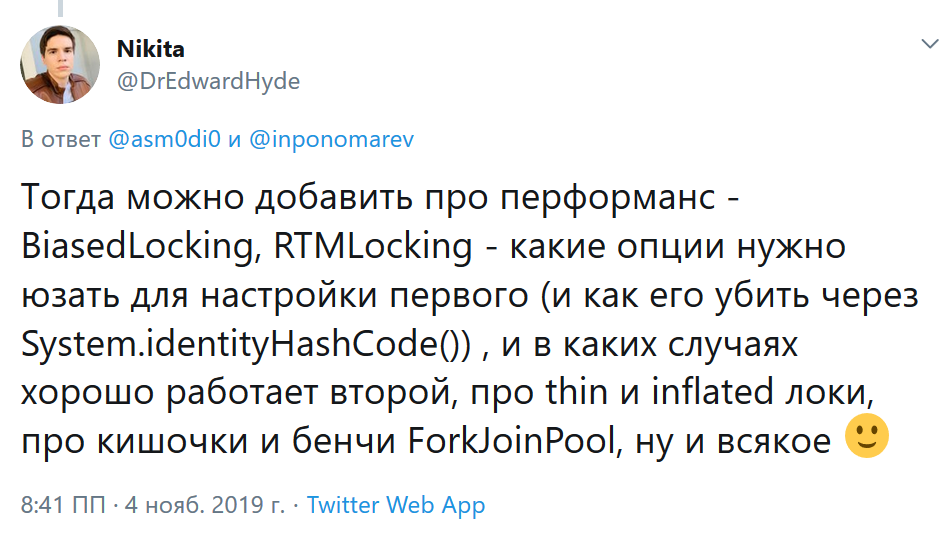 Nikita
@DrEdwardHyde
В ответ @asm0di0 и @inponomarev
Тогда можно добавить про перформанс -
BiasedLocking, RTMLocking - какие опции нужно
юзать для настройки первого (и как его убить через
System.identityHashCode()) , и в каких случаях
хорошо работает второй, про thin и inflated локи,
про кишочки и бенчи ForkJoinPool, ну и всякое 🙂
8:41 ПП · 4 нояб. 2019 г. · Twitter Web App